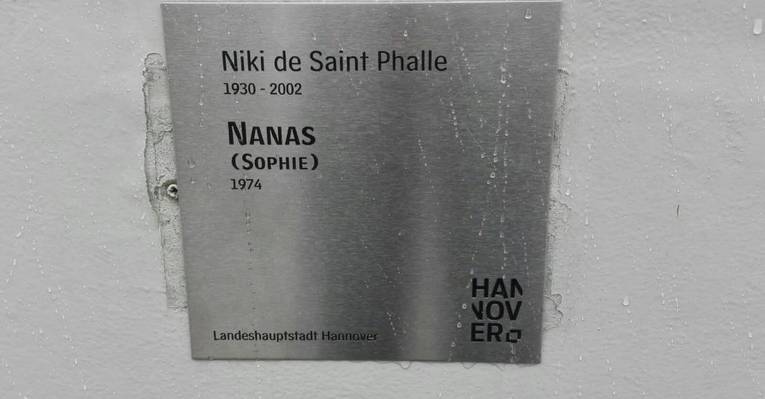 Niki de Saint Phalle
1930 - 2002
NANAS
(SOPHIE)
1974
Landeshauptstadt Hannover
HAN
NOV
ER